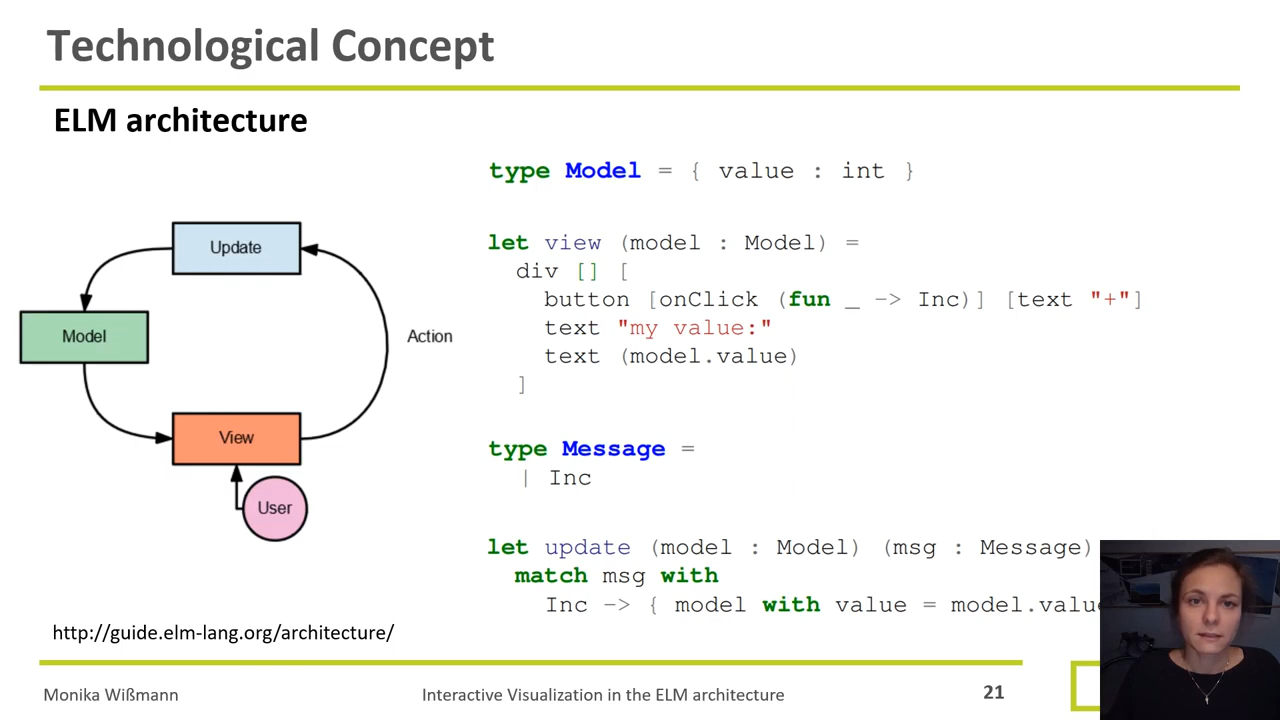 Technological Concept
ELM architecture
Update
Model
Action
View
User
http://guide.elm-lang.org/architecture/
type Model = { value : int }
let view (model : Model) =
div [] [
button [onClick (fun _ -> Inc)] [text "+"]
text "my value:"
text (model.value)
]
type Message =
| Inc
let update (model : Model) (msg : Message)
match msg with
Inc -> { model with value = model.value
Monika Wißmann
Interactive Visualization in the ELM architecture
21